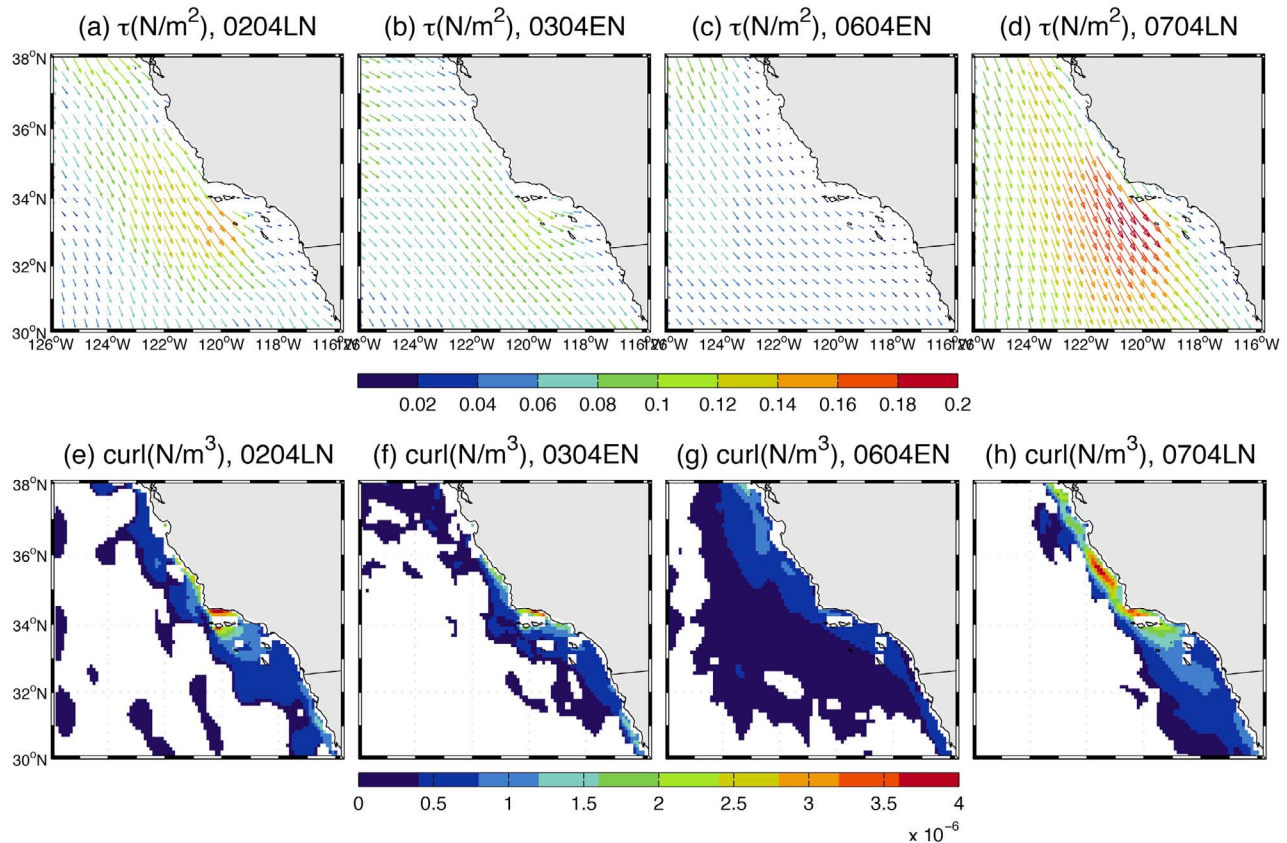 (a) τ(N/m²), 0204LN (b) τ(N/m²), 0304EN (c) τ(N/m²), 0604EN (d) τ(N/m²), 0704LN
38°N
36°N
34°N
32°N
30°N
126°W 124°W 122°W 120°W 118°W 124°W 122°W 120°W 118°W 124°W 122°W 120°W 118°W 124°W 122°W 120°W 118°W 116°W
0.02 0.04 0.06 0.08 0.1 0.12 0.14 0.16 0.18 0.2
(e) curl(N/m³), 0204LN (f) curl(N/m³), 0304EN (g) curl(N/m³), 0604EN (h) curl(N/m³), 0704LN
38°N
36°N
34°N
32°N
30°N
0 0.5 1 1.5 2 2.5 3 3.5 4
x 10⁻⁶